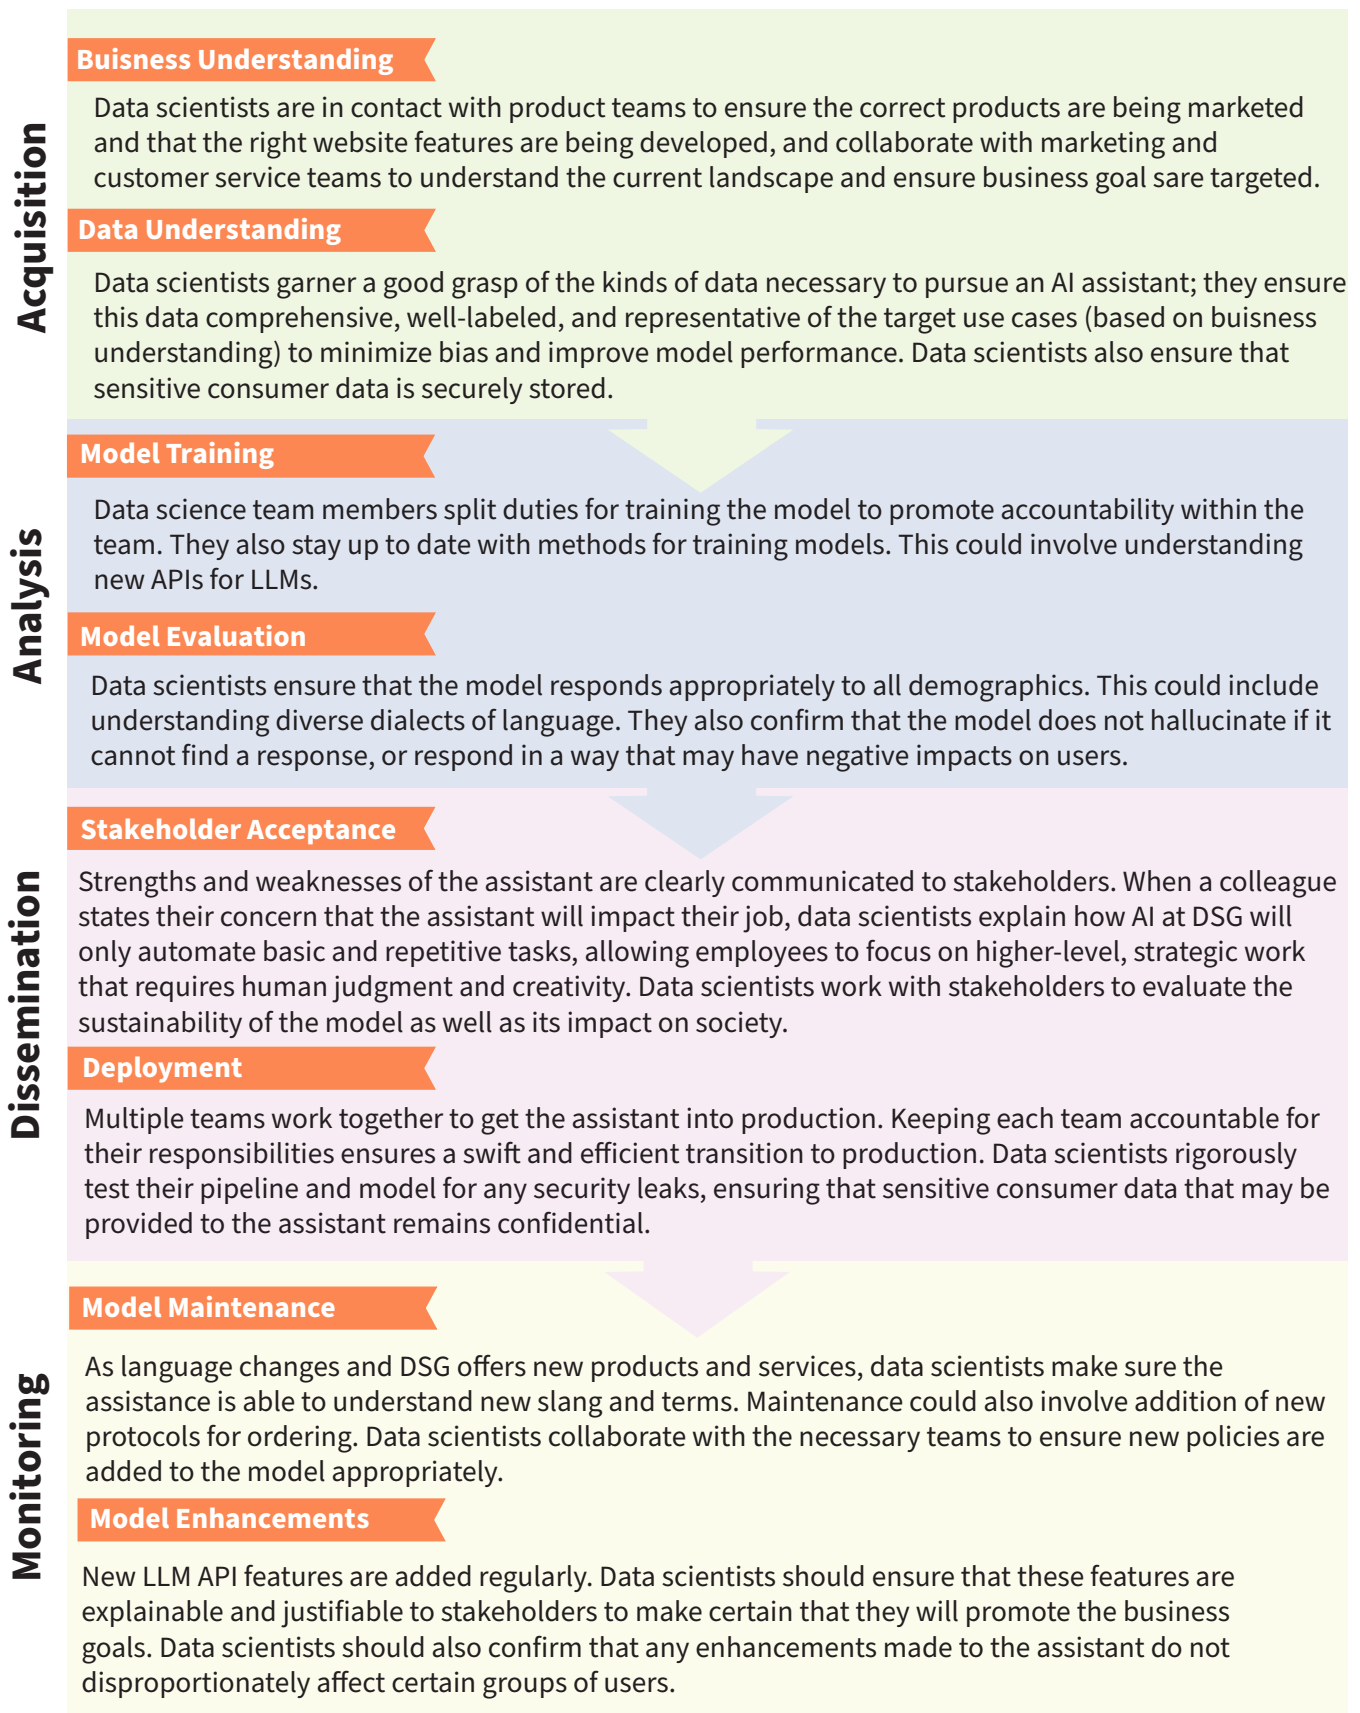 Acquisition
Buisness Understanding
Data scientists are in contact with product teams to ensure the correct products are being marketed
and that the right website features are being developed, and collaborate with marketing and
customer service teams to understand the current landscape and ensure business goal sare targeted.
Data Understanding
Data scientists garner a good grasp of the kinds of data necessary to pursue an AI assistant; they ensure
this data comprehensive, well-labeled, and representative of the target use cases (based on buisness
understanding) to minimize bias and improve model performance. Data scientists also ensure that
sensitive consumer data is securely stored.
Analysis
Model Training
Data science team members split duties for training the model to promote accountability within the
team. They also stay up to date with methods for training models. This could involve understanding
new APIs for LLMs.
Model Evaluation
Data scientists ensure that the model responds appropriately to all demographics. This could include
understanding diverse dialects of language. They also confirm that the model does not hallucinate if it
cannot find a response, or respond in a way that may have negative impacts on users.
Dissemination
Stakeholder Acceptance
Strengths and weaknesses of the assistant are clearly communicated to stakeholders. When a colleague
states their concern that the assistant will impact their job, data scientists explain how AI at DSG will
only automate basic and repetitive tasks, allowing employees to focus on higher-level, strategic work
that requires human judgment and creativity. Data scientists work with stakeholders to evaluate the
sustainability of the model as well as its impact on society.
Deployment
Multiple teams work together to get the assistant into production. Keeping each team accountable for
their responsibilities ensures a swift and efficient transition to production. Data scientists rigorously
test their pipeline and model for any security leaks, ensuring that sensitive consumer data that may be
provided to the assistant remains confidential.
Monitoring
Model Maintenance
As language changes and DSG offers new products and services, data scientists make sure the
assistance is able to understand new slang and terms. Maintenance could also involve addition of new
protocols for ordering. Data scientists collaborate with the necessary teams to ensure new policies are
added to the model appropriately.
Model Enhancements
New LLM API features are added regularly. Data scientists should ensure that these features are
explainable and justifiable to stakeholders to make certain that they will promote the business
goals. Data scientists should also confirm that any enhancements made to the assistant do not
disproportionately affect certain groups of users.